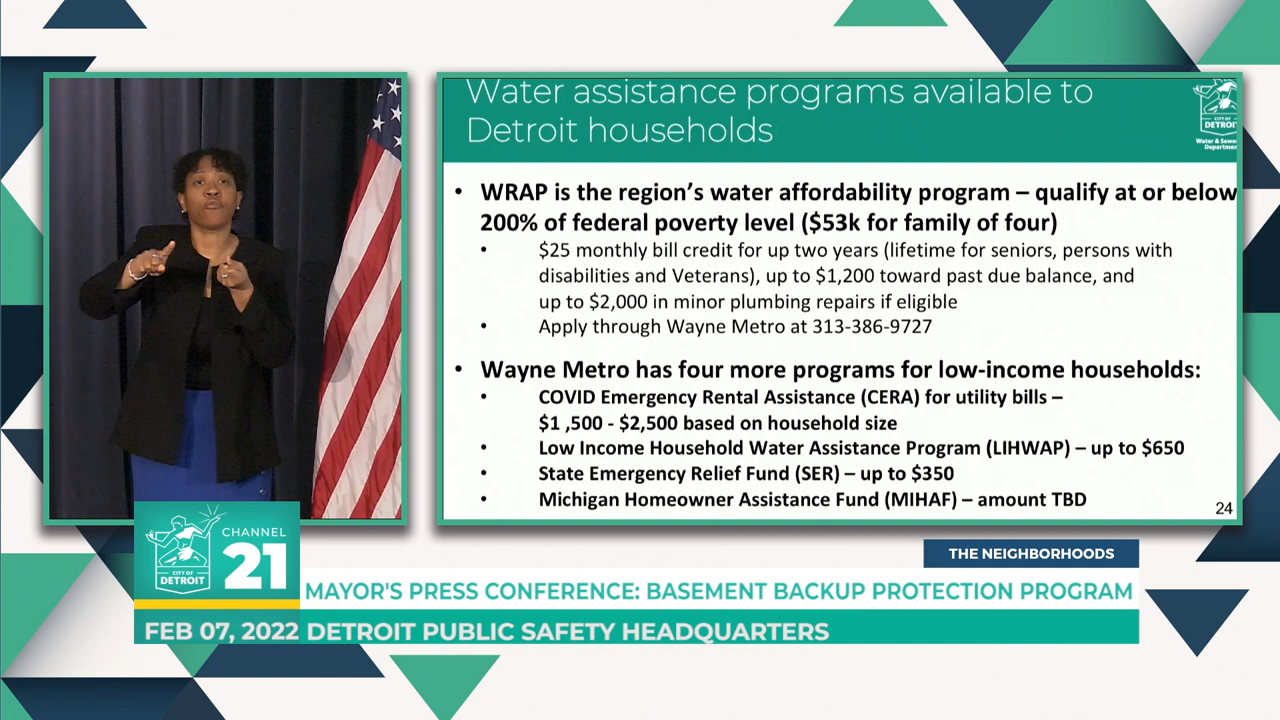 Water assistance programs available to
Detroit households
CITY OF
DETROIT
• WRAP is the region's water affordability program – qualify at or below
200% of federal poverty level ($53k for family of four)
• $25 monthly bill credit for up two years (lifetime for seniors, persons with
disabilities and Veterans), up to $1,200 toward past due balance, and
up to $2,000 in minor plumbing repairs if eligible
• Apply through Wayne Metro at 313-386-9727
• Wayne Metro has four more programs for low-income households:
• COVID Emergency Rental Assistance (CERA) for utility bills –
$1 ,500 - $2,500 based on household size
• Low Income Household Water Assistance Program (LIHWAP) – up to $650
• State Emergency Relief Fund (SER) – up to $350
• Michigan Homeowner Assistance Fund (MIHAF) – amount TBD
24
CHANNEL
21
CITY OF
DETROIT
THE NEIGHBORHOODS
MAYOR'S PRESS CONFERENCE: BASEMENT BACKUP PROTECTION PROGRAM
FEB 07, 2022 DETROIT PUBLIC SAFETY HEADQUARTERS